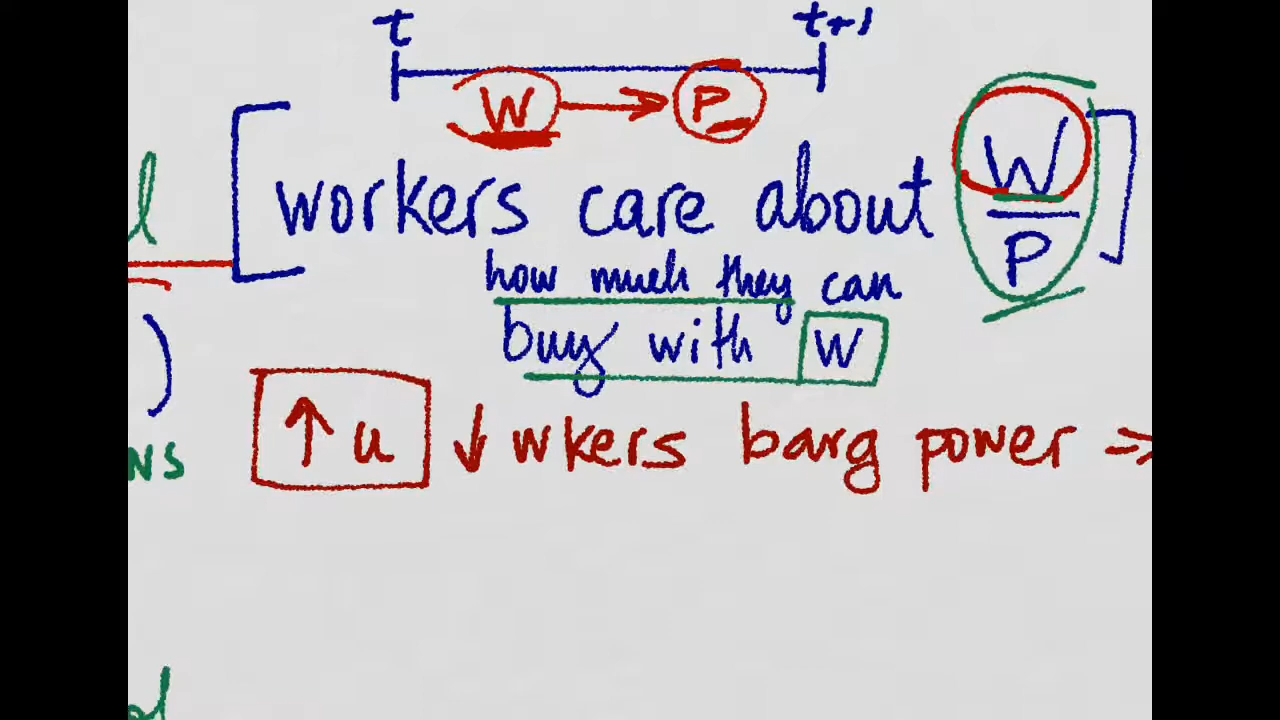 t t+1
W → P
[ workers care about W/P ]
how much they can
buy with W
↑ u ↓ wkers barg power ⇒